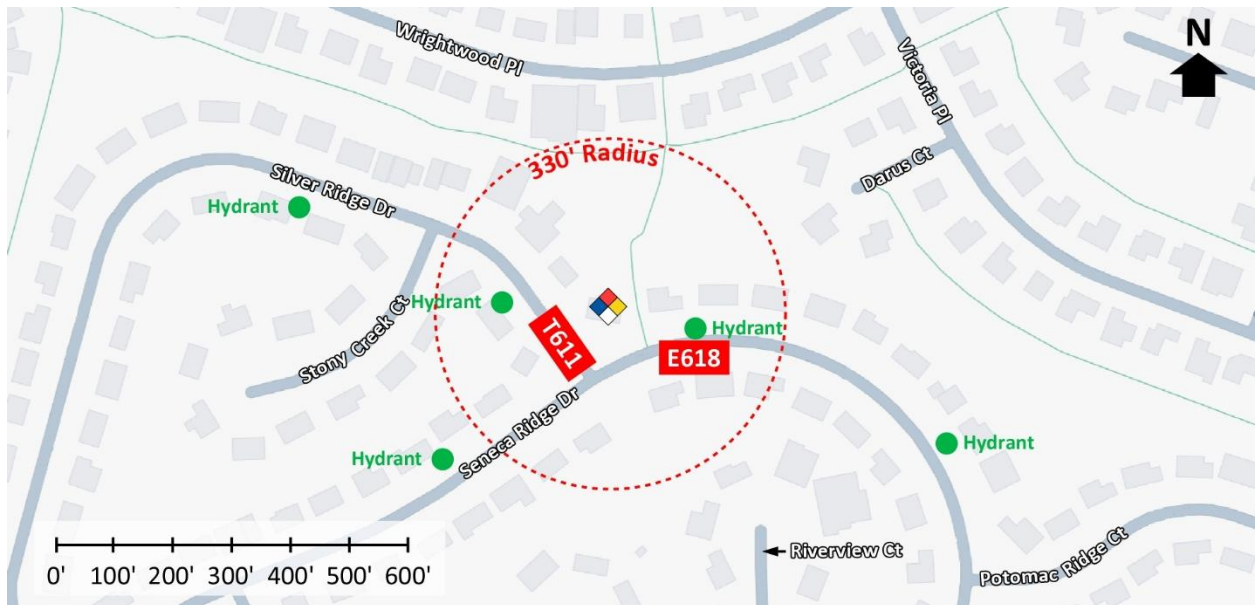 Wrightwood Pl
Victoria Pl
N
330' Radius
Darus Ct
Silver Ridge Dr
Hydrant
Hydrant
Stony Creek Ct
T611
Hydrant
E618
Seneca Ridge Dr
Hydrant
Hydrant
Riverview Ct
Potomac Ridge Ct
0' 100' 200' 300' 400' 500' 600'